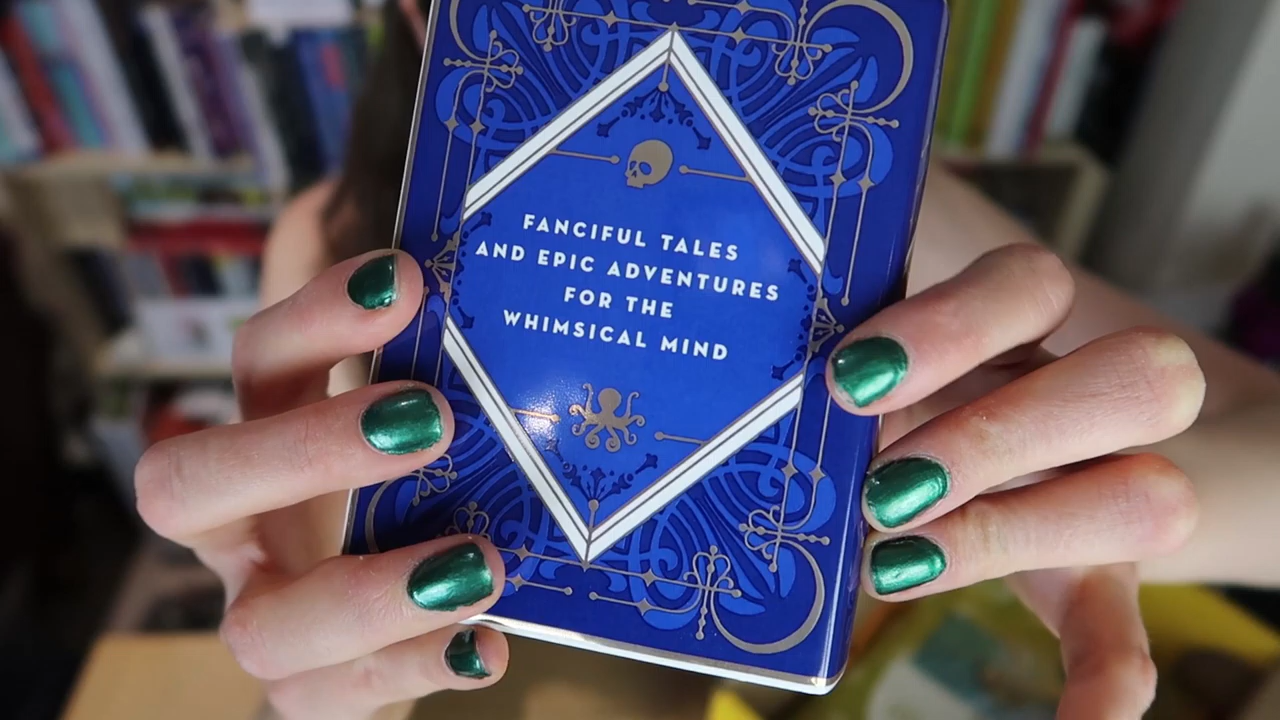 FANCIFUL TALES
AND EPIC ADVENTURES
FOR THE
WHIMSICAL MIND